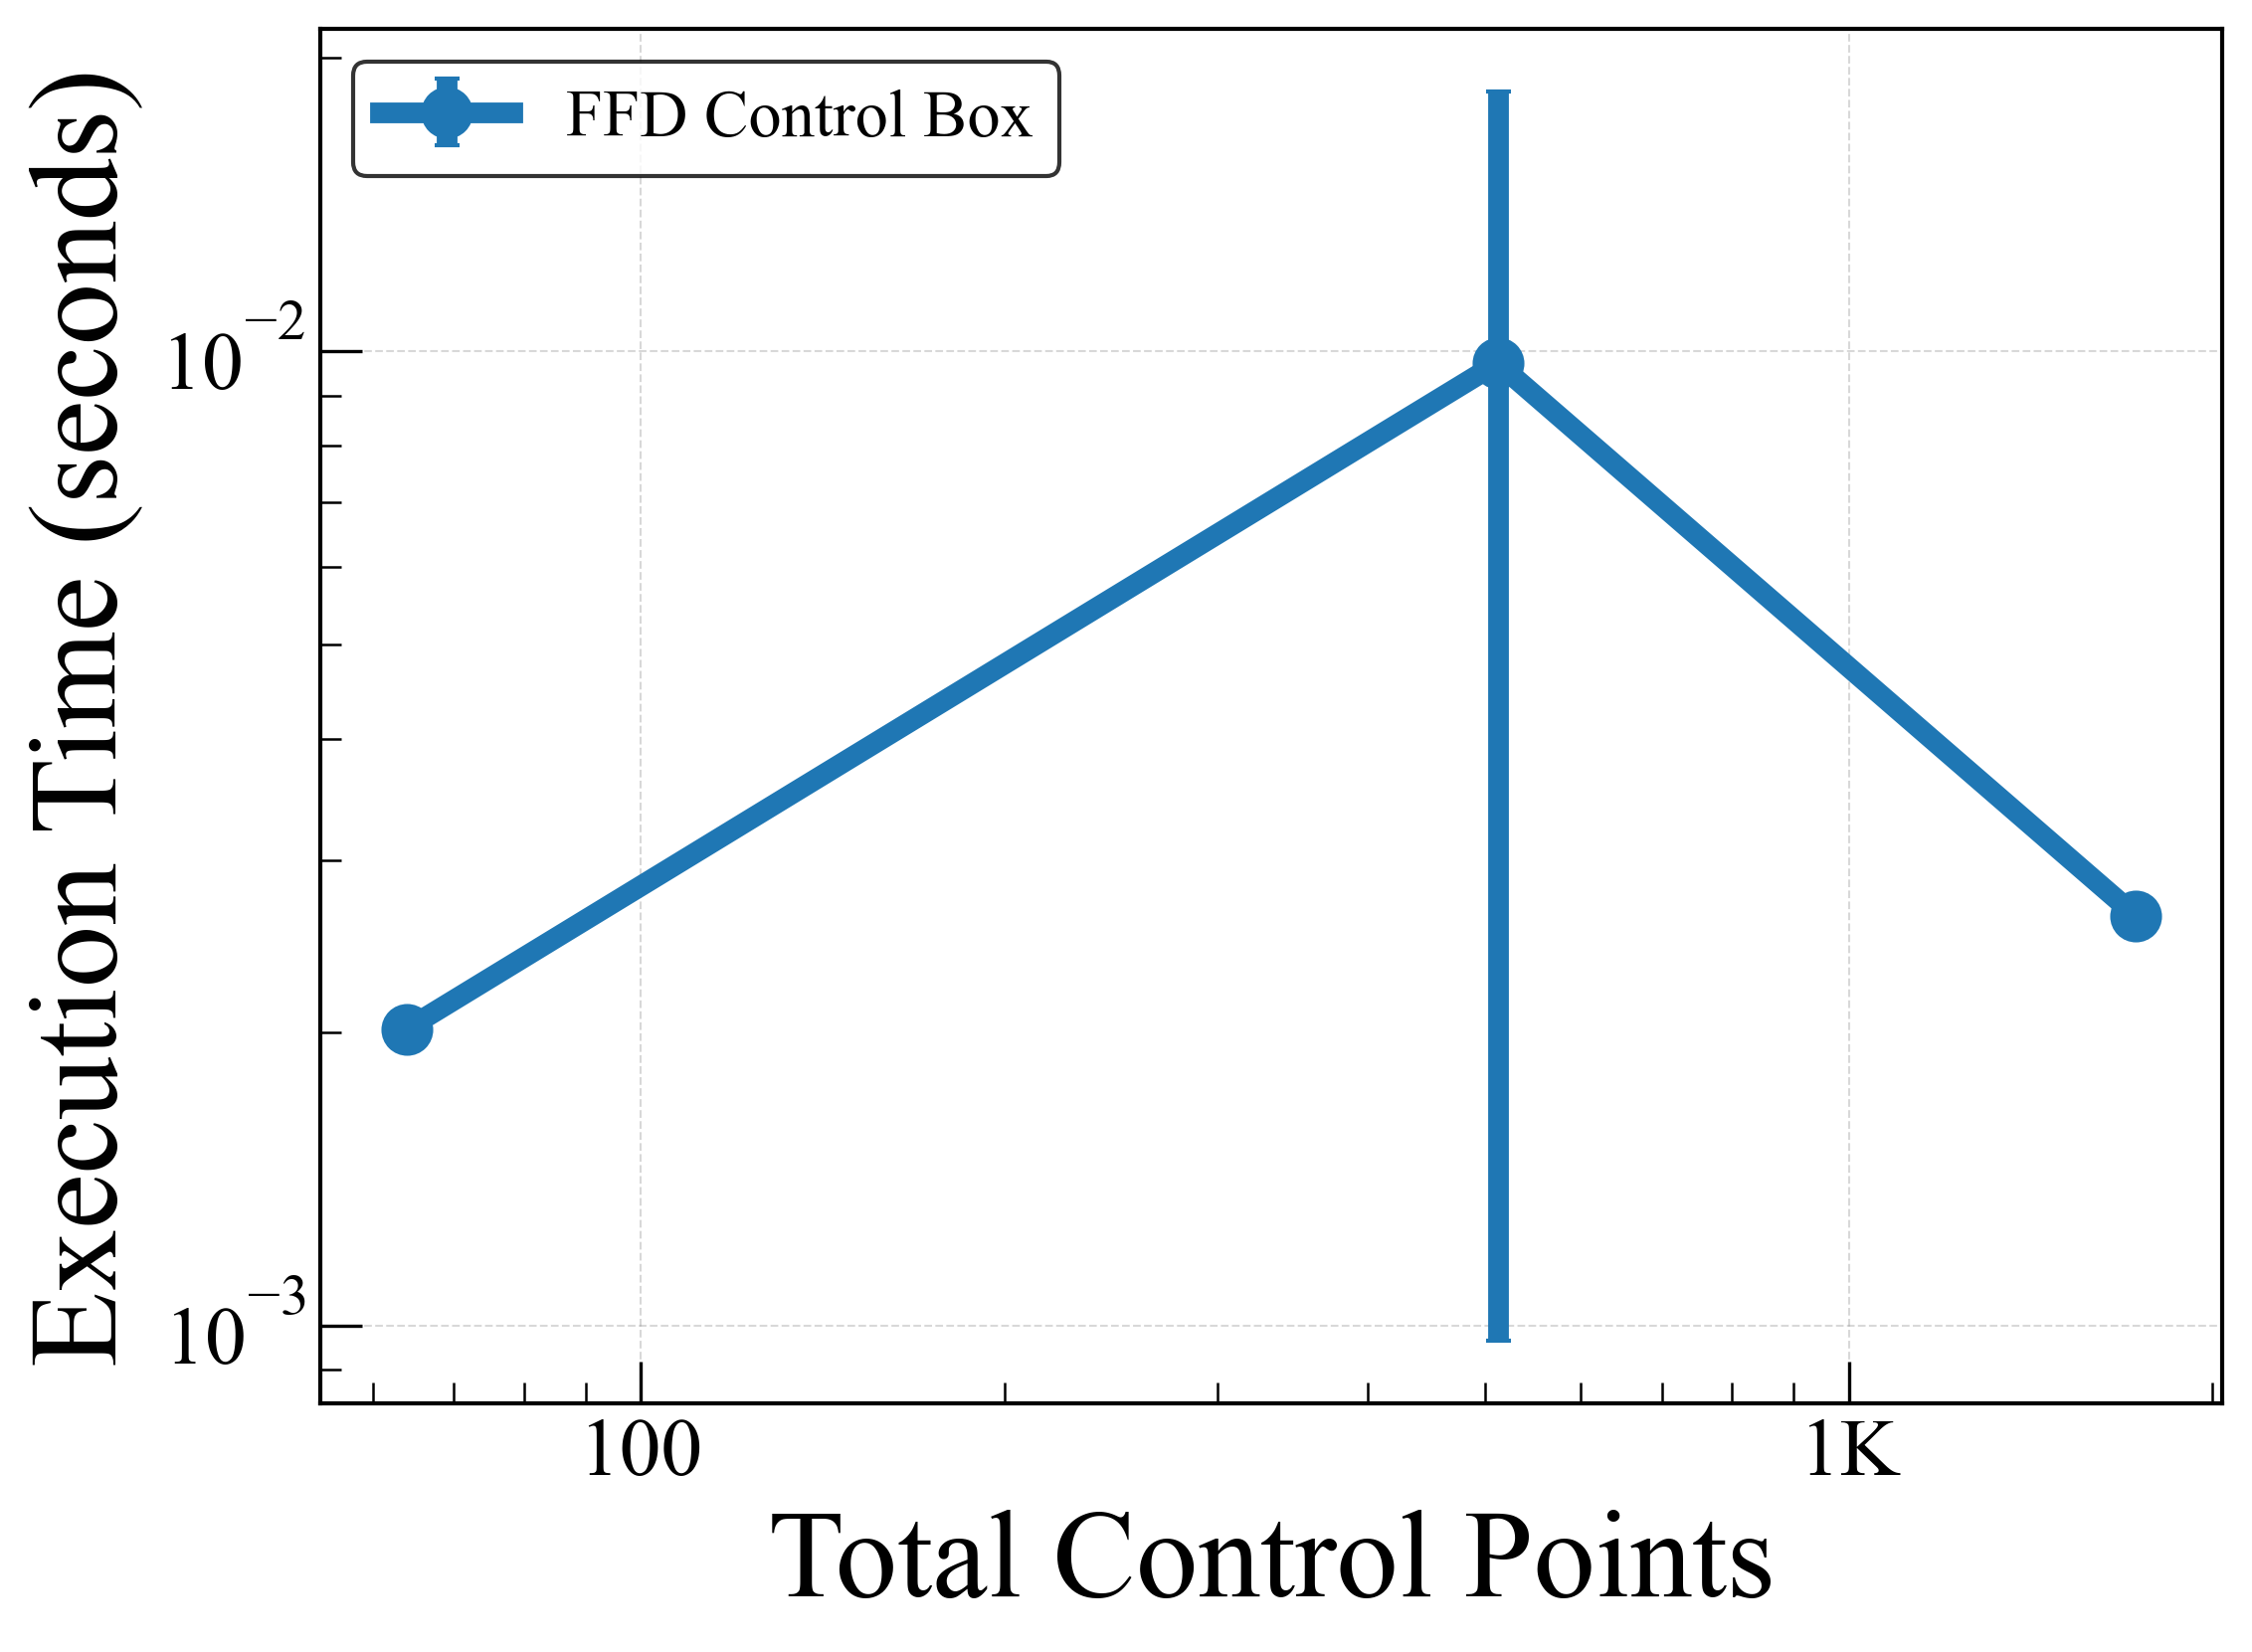 FFD Control Box
Execution Time (seconds)
10⁻²
10⁻³
100
1K
Total Control Points